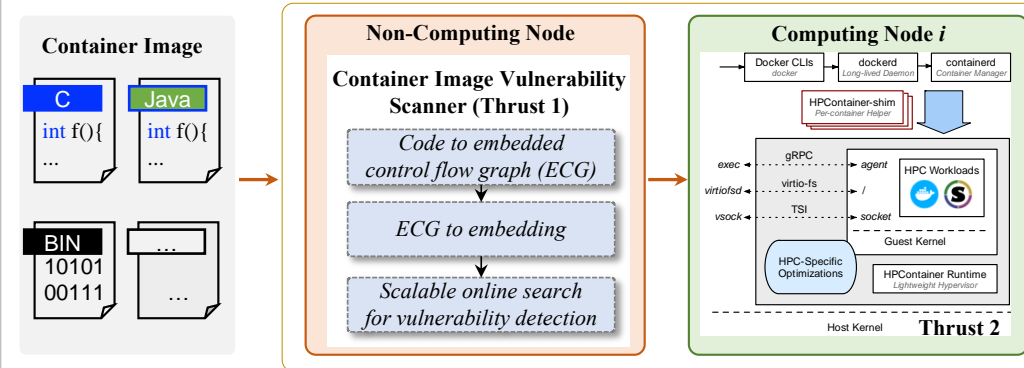 Container Image
C
int f(){
...
Java
int f(){
...
BIN
10101
00111
...
...
Non-Computing Node
Container Image Vulnerability
Scanner (Thrust 1)
Code to embedded
control flow graph (ECG)
ECG to embedding
Scalable online search
for vulnerability detection
Computing Node i
Docker CLIs
docker
dockerd
Long-lived Daemon
containerd
Container Manager
HPContainer-shim
Per-container Helper
exec
gRPC
agent
virtiofsd
virtio-fs
/
vsock
TSI
socket
HPC Workloads
Guest Kernel
HPC-Specific
Optimizations
HPContainer Runtime
Lightweight Hypervisor
Host Kernel
Thrust 2